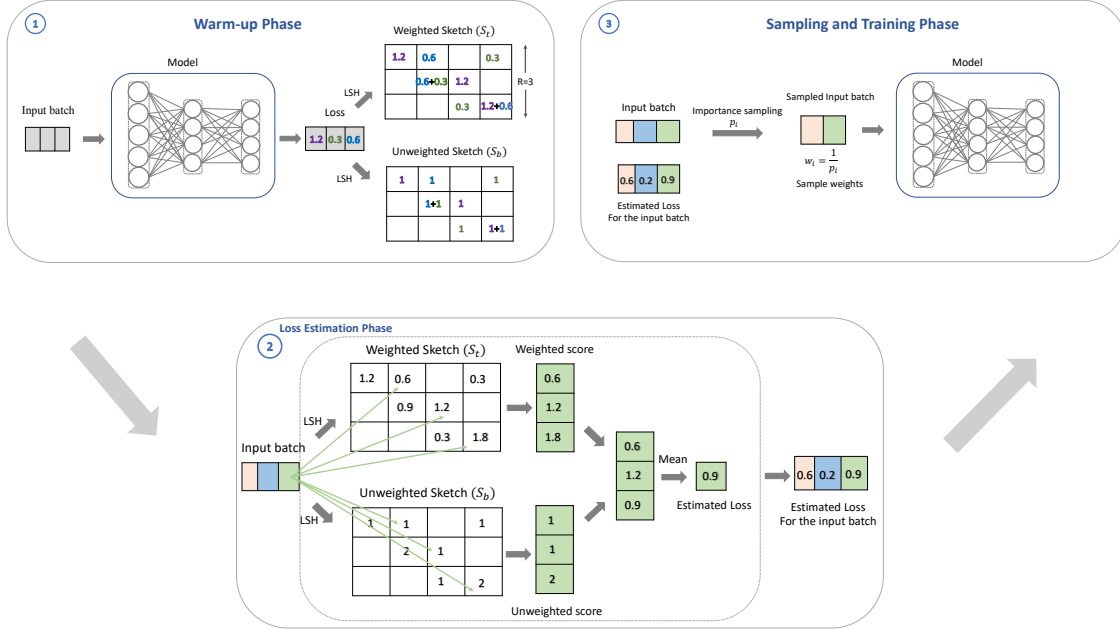 1
Warm-up Phase
Weighted Sketch (S_t)
Model
1.2 0.6 0.3
0.6+0.3 1.2
0.3 1.2+0.6
R=3
Input batch
LSH
Loss
1.2 0.3 0.6
LSH
Unweighted Sketch (S_b)
1 1 1
1+1 1
1 1+1
3
Sampling and Training Phase
Model
Input batch
Importance sampling
p_i
Sampled Input batch
w_i = 1/p_i
Sample weights
0.6 0.2 0.9
Estimated Loss
For the input batch
2
Loss Estimation Phase
Weighted Sketch (S_t)
1.2 0.6 0.3
0.9 1.2
0.3 1.8
LSH
Input batch
LSH
Weighted score
0.6
1.2
1.8
Unweighted Sketch (S_b)
1 1 1
2 1
1 2
1
1
2
Unweighted score
0.6
1.2
0.9
Mean
0.9
Estimated Loss
0.6 0.2 0.9
Estimated Loss
For the input batch